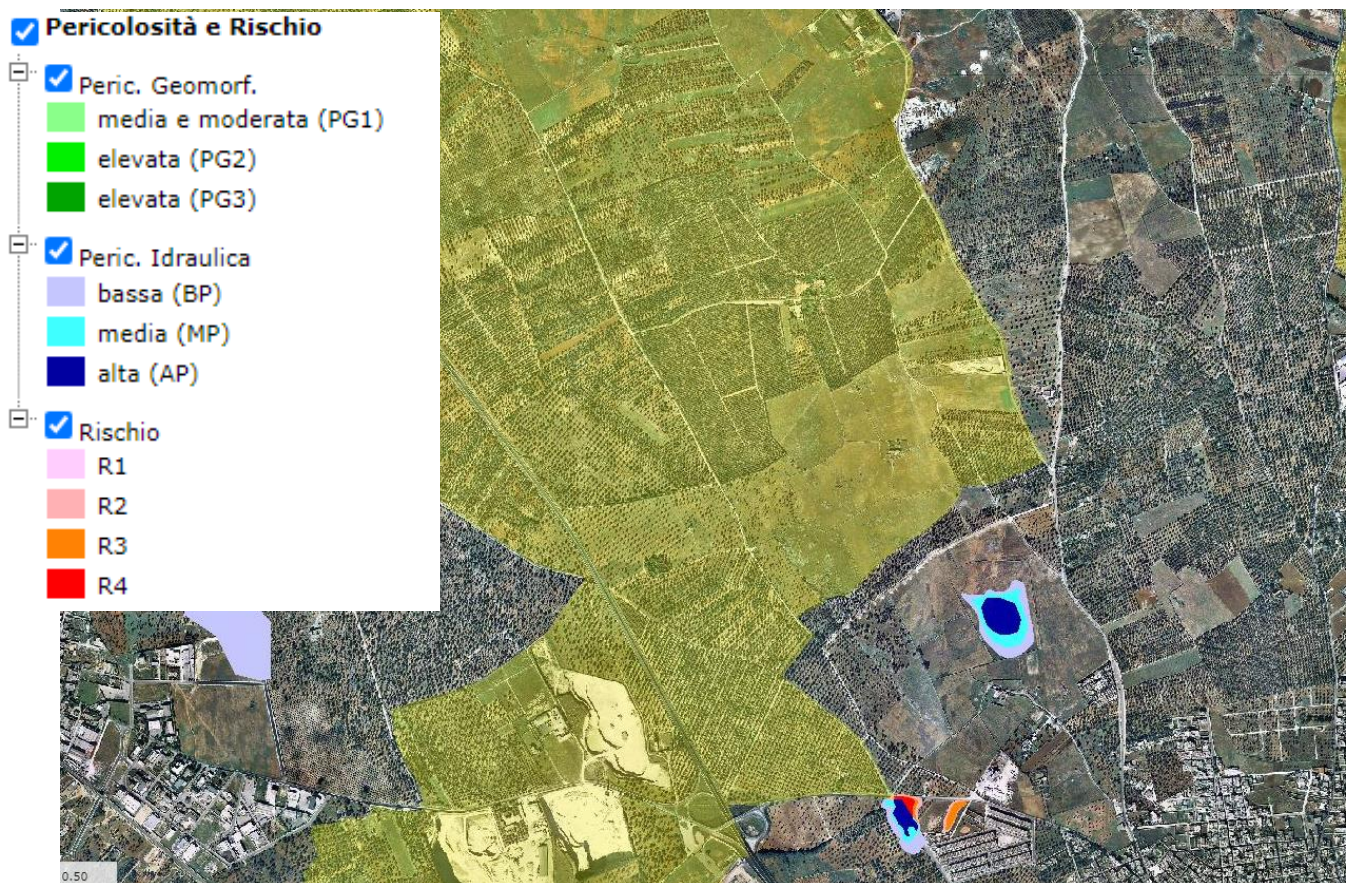 Pericolosità e Rischio
Peric. Geomorf.
media e moderata (PG1)
elevata (PG2)
elevata (PG3)
Peric. Idraulica
bassa (BP)
media (MP)
alta (AP)
Rischio
R1
R2
R3
R4
0.50